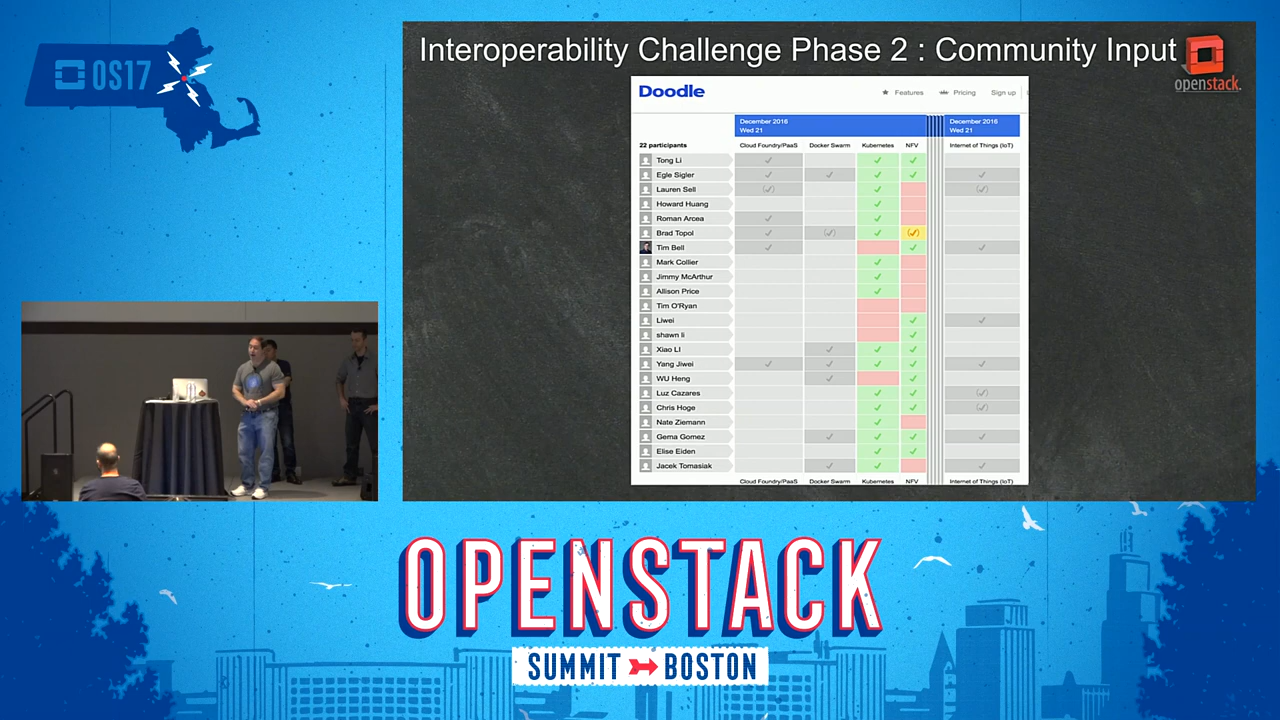 OS17
Interoperability Challenge Phase 2 : Community Input
openstack.
Doodle
Features
Pricing
Sign up
December 2016
Wed 21
December 2016
Wed 21
22 participants
Cloud Foundry/PaaS
Docker Swarm
Kubernetes
NFV
Internet of Things (IoT)
Tong Li
Egle Sigler
Lauren Sell
Howard Huang
Roman Arcea
Brad Topol
Tim Bell
Mark Collier
Jimmy McArthur
Allison Price
Tim O'Ryan
Liwei
shawn li
Xiao LI
Yang Jiwei
WU Heng
Luz Cazares
Chris Hoge
Nate Ziemann
Gema Gomez
Elise Eiden
Jacek Tomasiak
Cloud Foundry/PaaS
Docker Swarm
Kubernetes
NFV
Internet of Things (IoT)
OPENSTACK
SUMMIT BOSTON